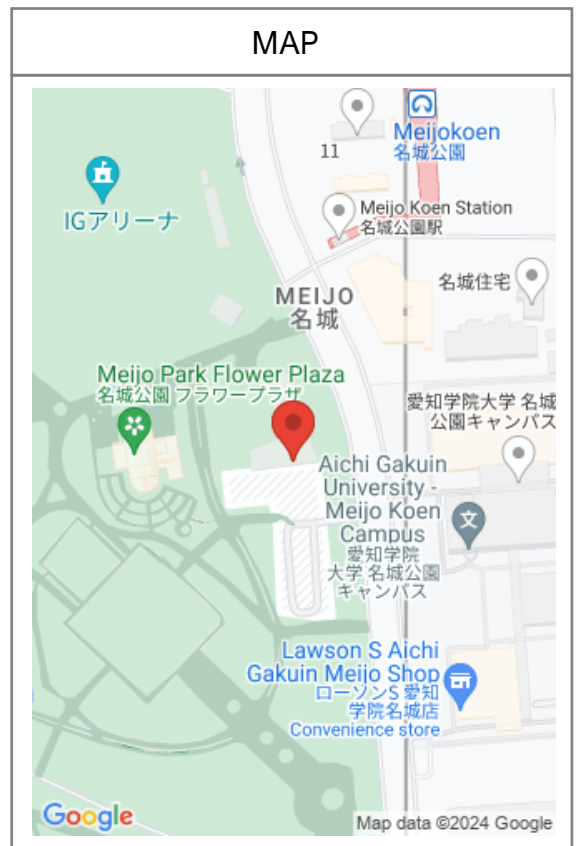 MAP
Meijokoen
名城公園
11
IGアリーナ
Meijo Koen Station
名城公園駅
名城住宅
MEIJO
名城
Meijo Park Flower Plaza
名城公園 フラワープラザ
愛知学院大学 名城
公園キャンパス
Aichi Gakuin
University -
Meijo Koen
Campus
愛知学院
大学 名城公園
キャンパス
文
Lawson S Aichi
Gakuin Meijo Shop
ローソンS 愛知
学院名城店
Convenience store
Google
Map data ©2024 Google